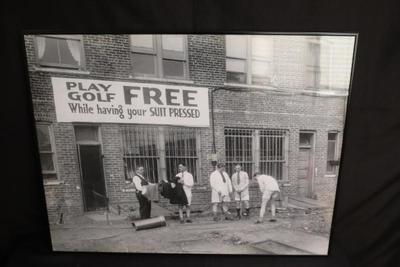 PLAY
GOLF FREE
While having your SUIT PRESSED